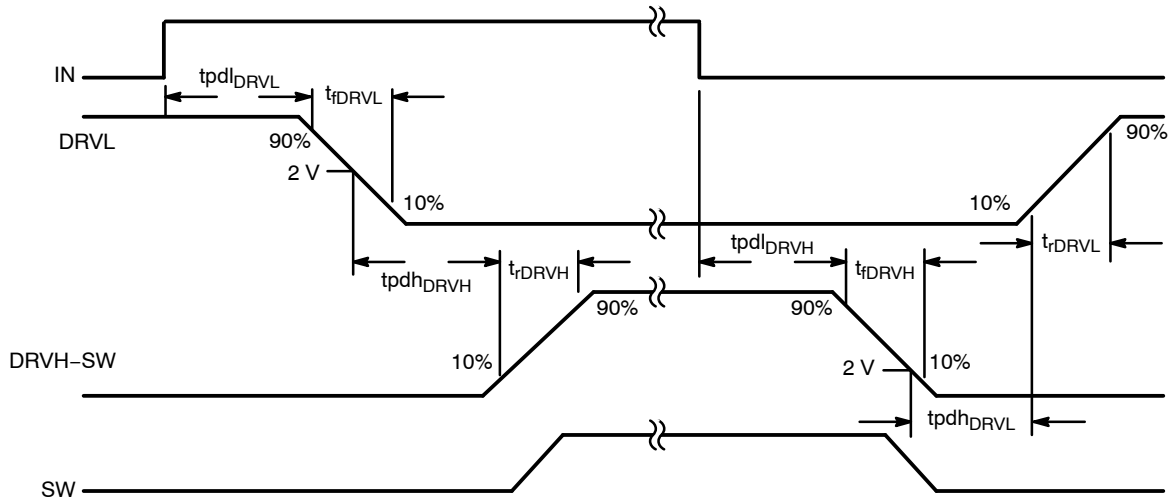 IN
tpdlDRVL
tfDRVL
DRVL
90%
90%
2 V
10%
10%
tpdlDRVH
trDRVL
tpdhDRVH
trDRVH
tfDRVH
90%
90%
DRVH–SW
10%
2 V
10%
tpdhDRVL
SW